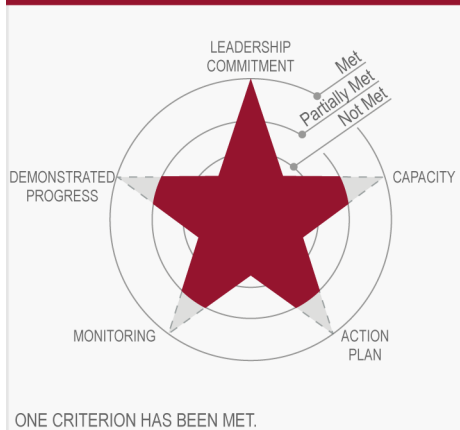 LEADERSHIP
COMMITMENT
Met
Partially Met
Not Met
DEMONSTRATED
PROGRESS
CAPACITY
MONITORING
ACTION
PLAN
ONE CRITERION HAS BEEN MET.